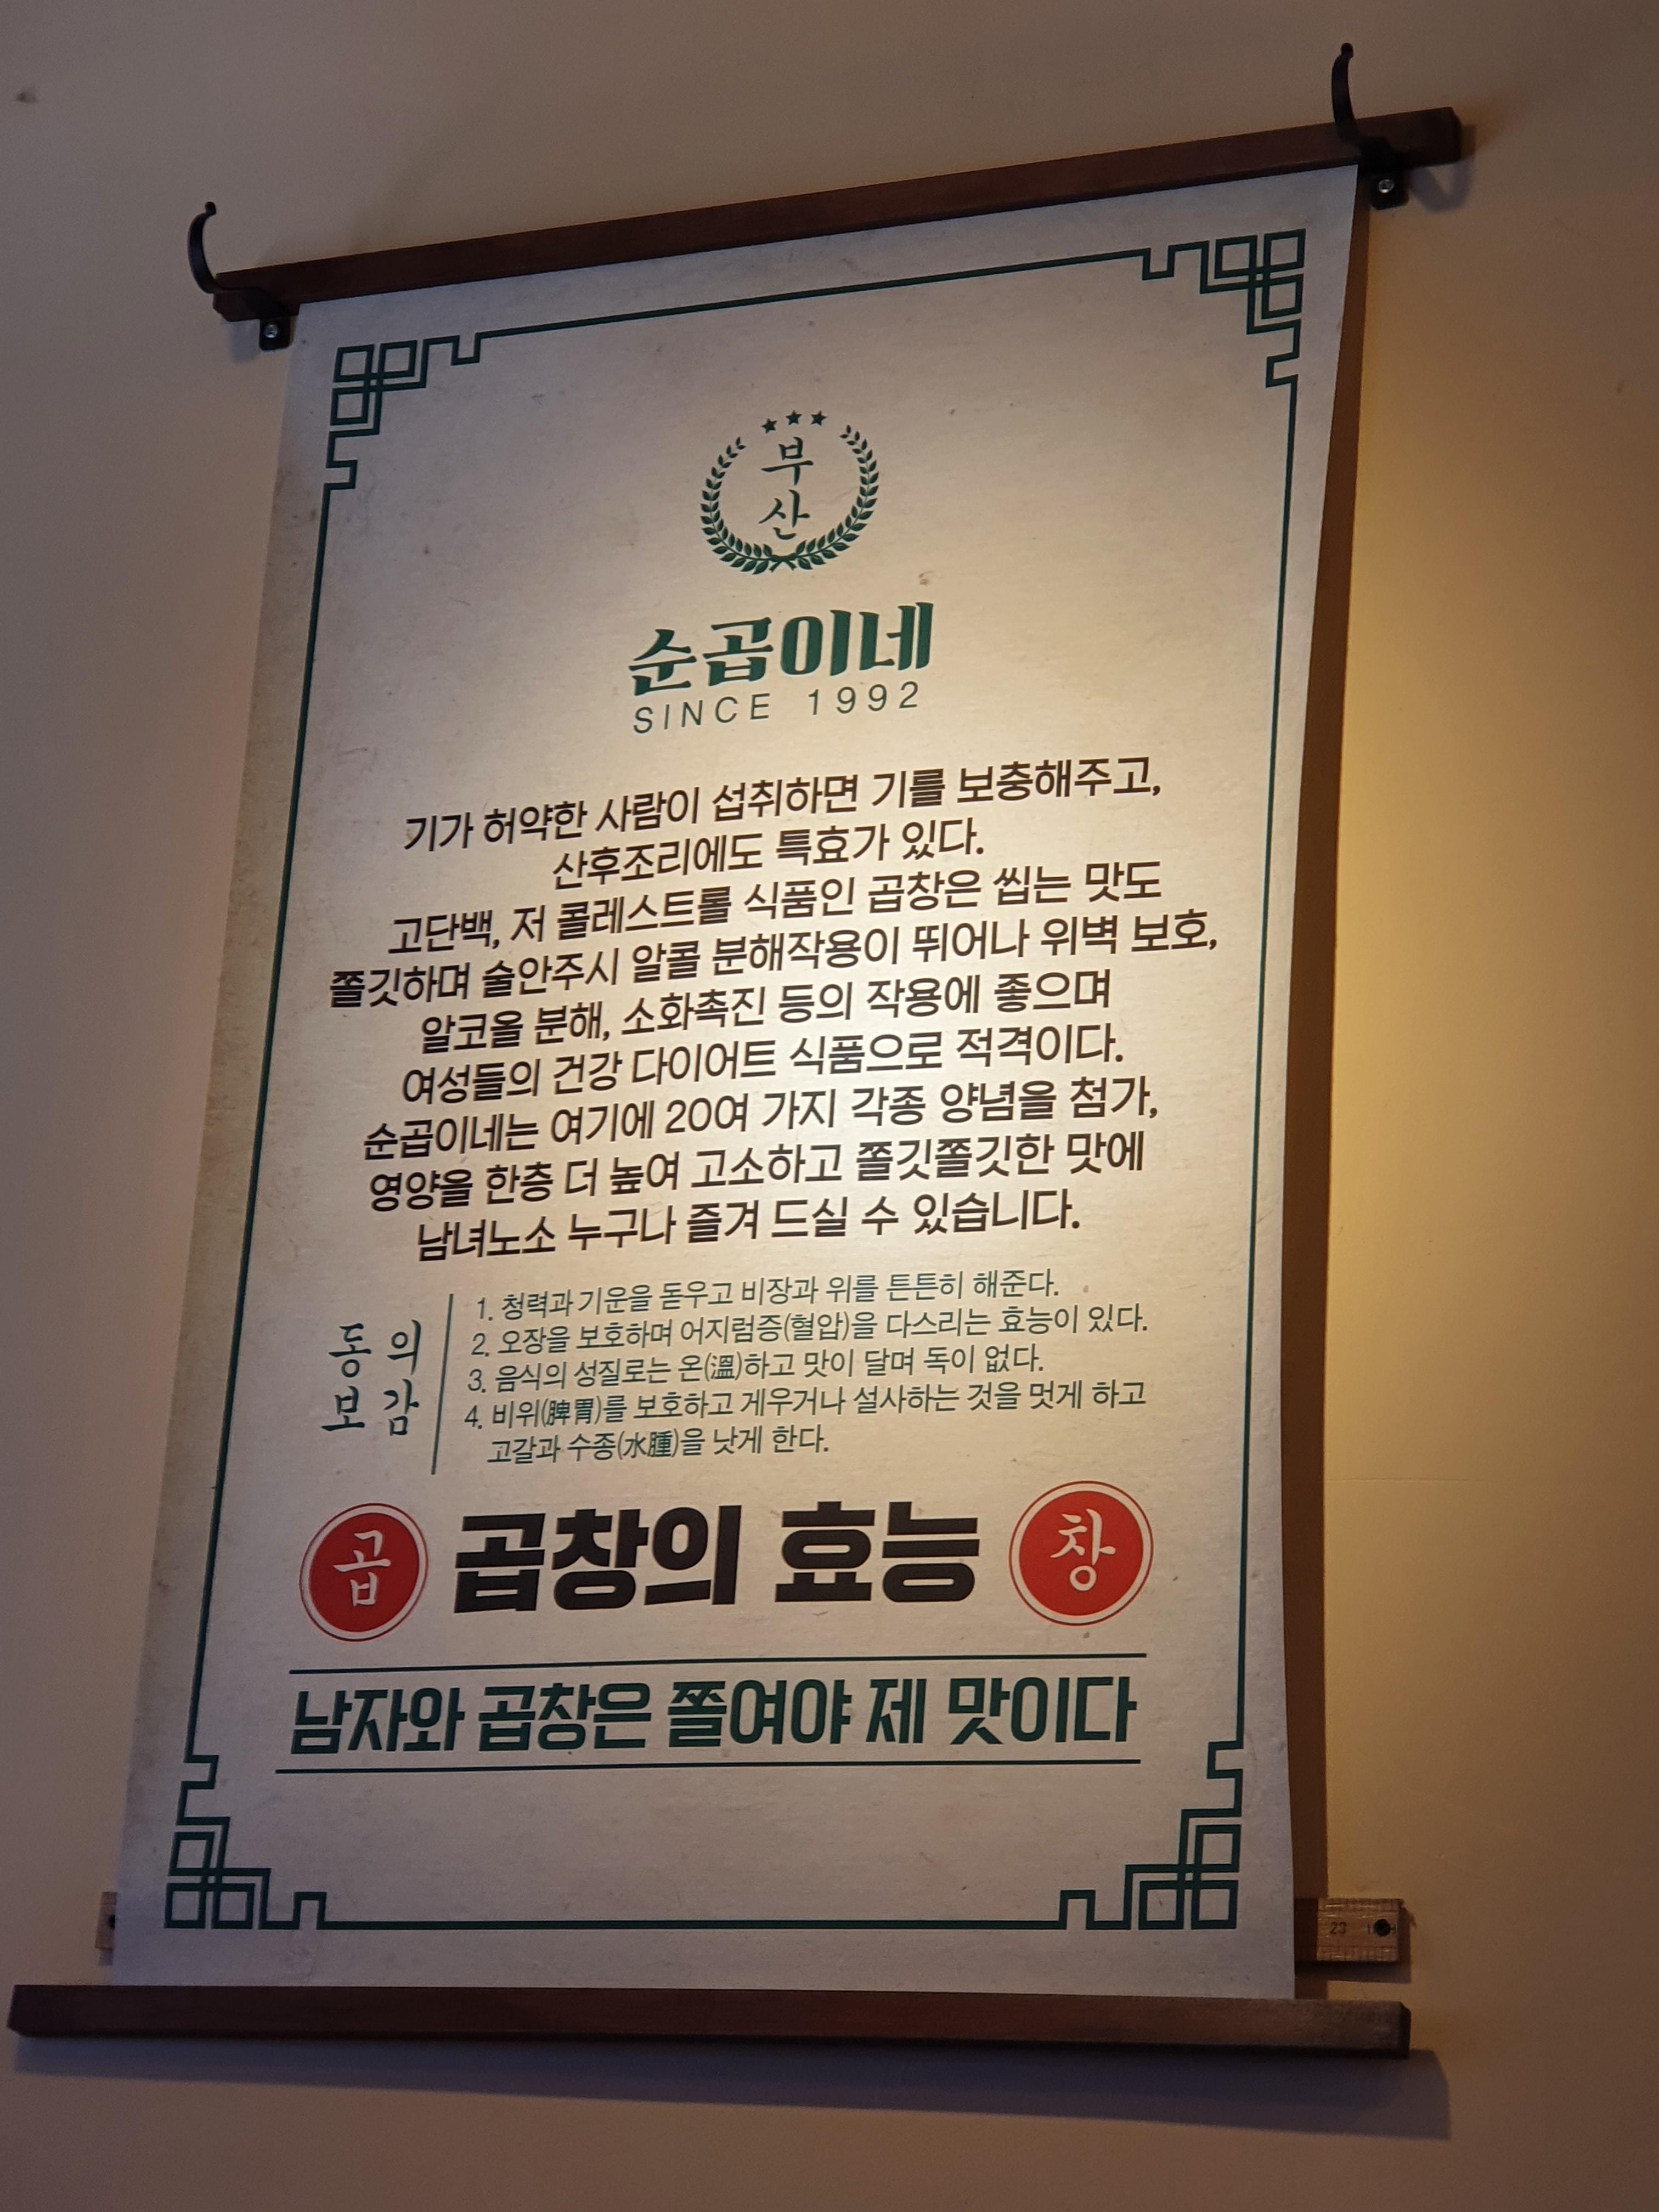 부산
순곱이네
SINCE 1992
기가 허약한 사람이 섭취하면 기를 보충해주고,
산후조리에도 특효가 있다.
고단백, 저 콜레스트롤 식품인 곱창은 씹는 맛도
쫄깃하며 술안주시 알콜 분해작용이 뛰어나 위벽 보호,
알코올 분해, 소화촉진 등의 작용에 좋으며
여성들의 건강 다이어트 식품으로 적격이다.
순곱이네는 여기에 20여 가지 각종 양념을 첨가,
영양을 한층 더 높여 고소하고 쫄깃쫄깃한 맛에
남녀노소 누구나 즐겨 드실 수 있습니다.
동의
보감
1. 청력과 기운을 돋우고 비장과 위를 튼튼히 해준다.
2. 오장을 보호하며 어지럼증(혈압)을 다스리는 효능이 있다.
3. 음식의 성질로는 온(溫)하고 맛이 달며 독이 없다.
4. 비위(脾胃)를 보호하고 게우거나 설사하는 것을 멋게 하고
고갈과 수종(水腫)을 낫게 한다.
곱 곱창의 효능 창
남자와 곱창은 쫄여야 제 맛이다
23